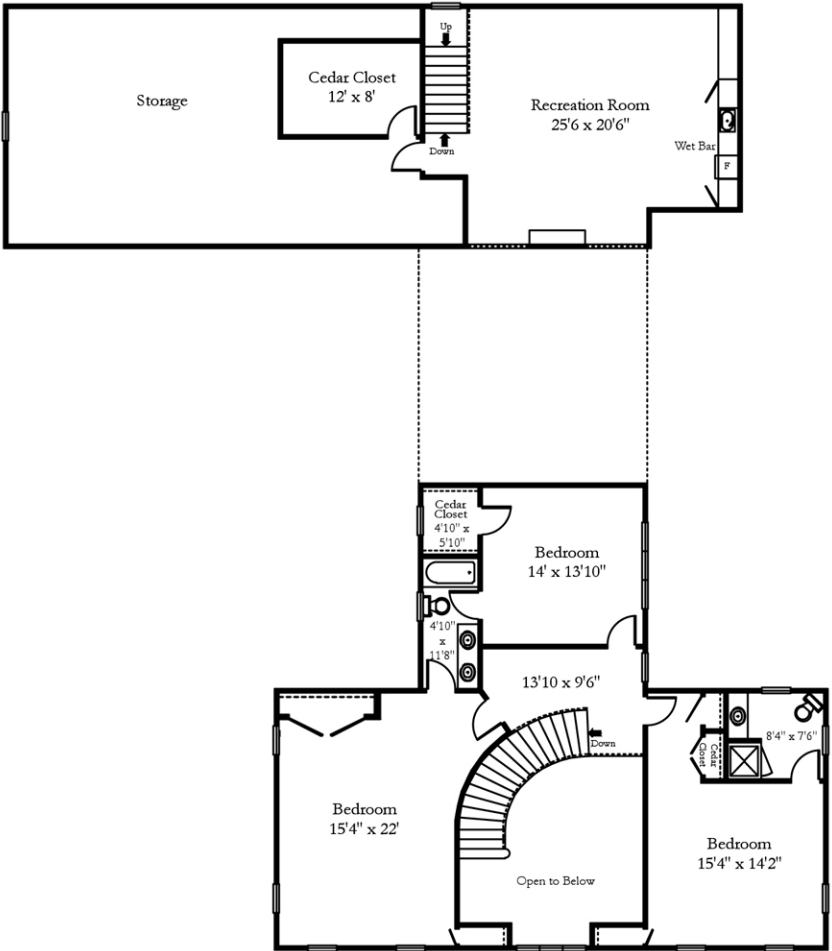 Up
Cedar Closet
12' x 8'
Storage
Recreation Room
25'6 x 20'6"
Down
Wet Bar
F
Cedar
Closet
4'10" x
5'10"
Bedroom
14' x 13'10"
4'10"
x
11'8"
13'10 x 9'6"
Down
8'4" x 7'6"
Cedar
Closet
Bedroom
15'4" x 22'
Bedroom
15'4" x 14'2"
Open to Below